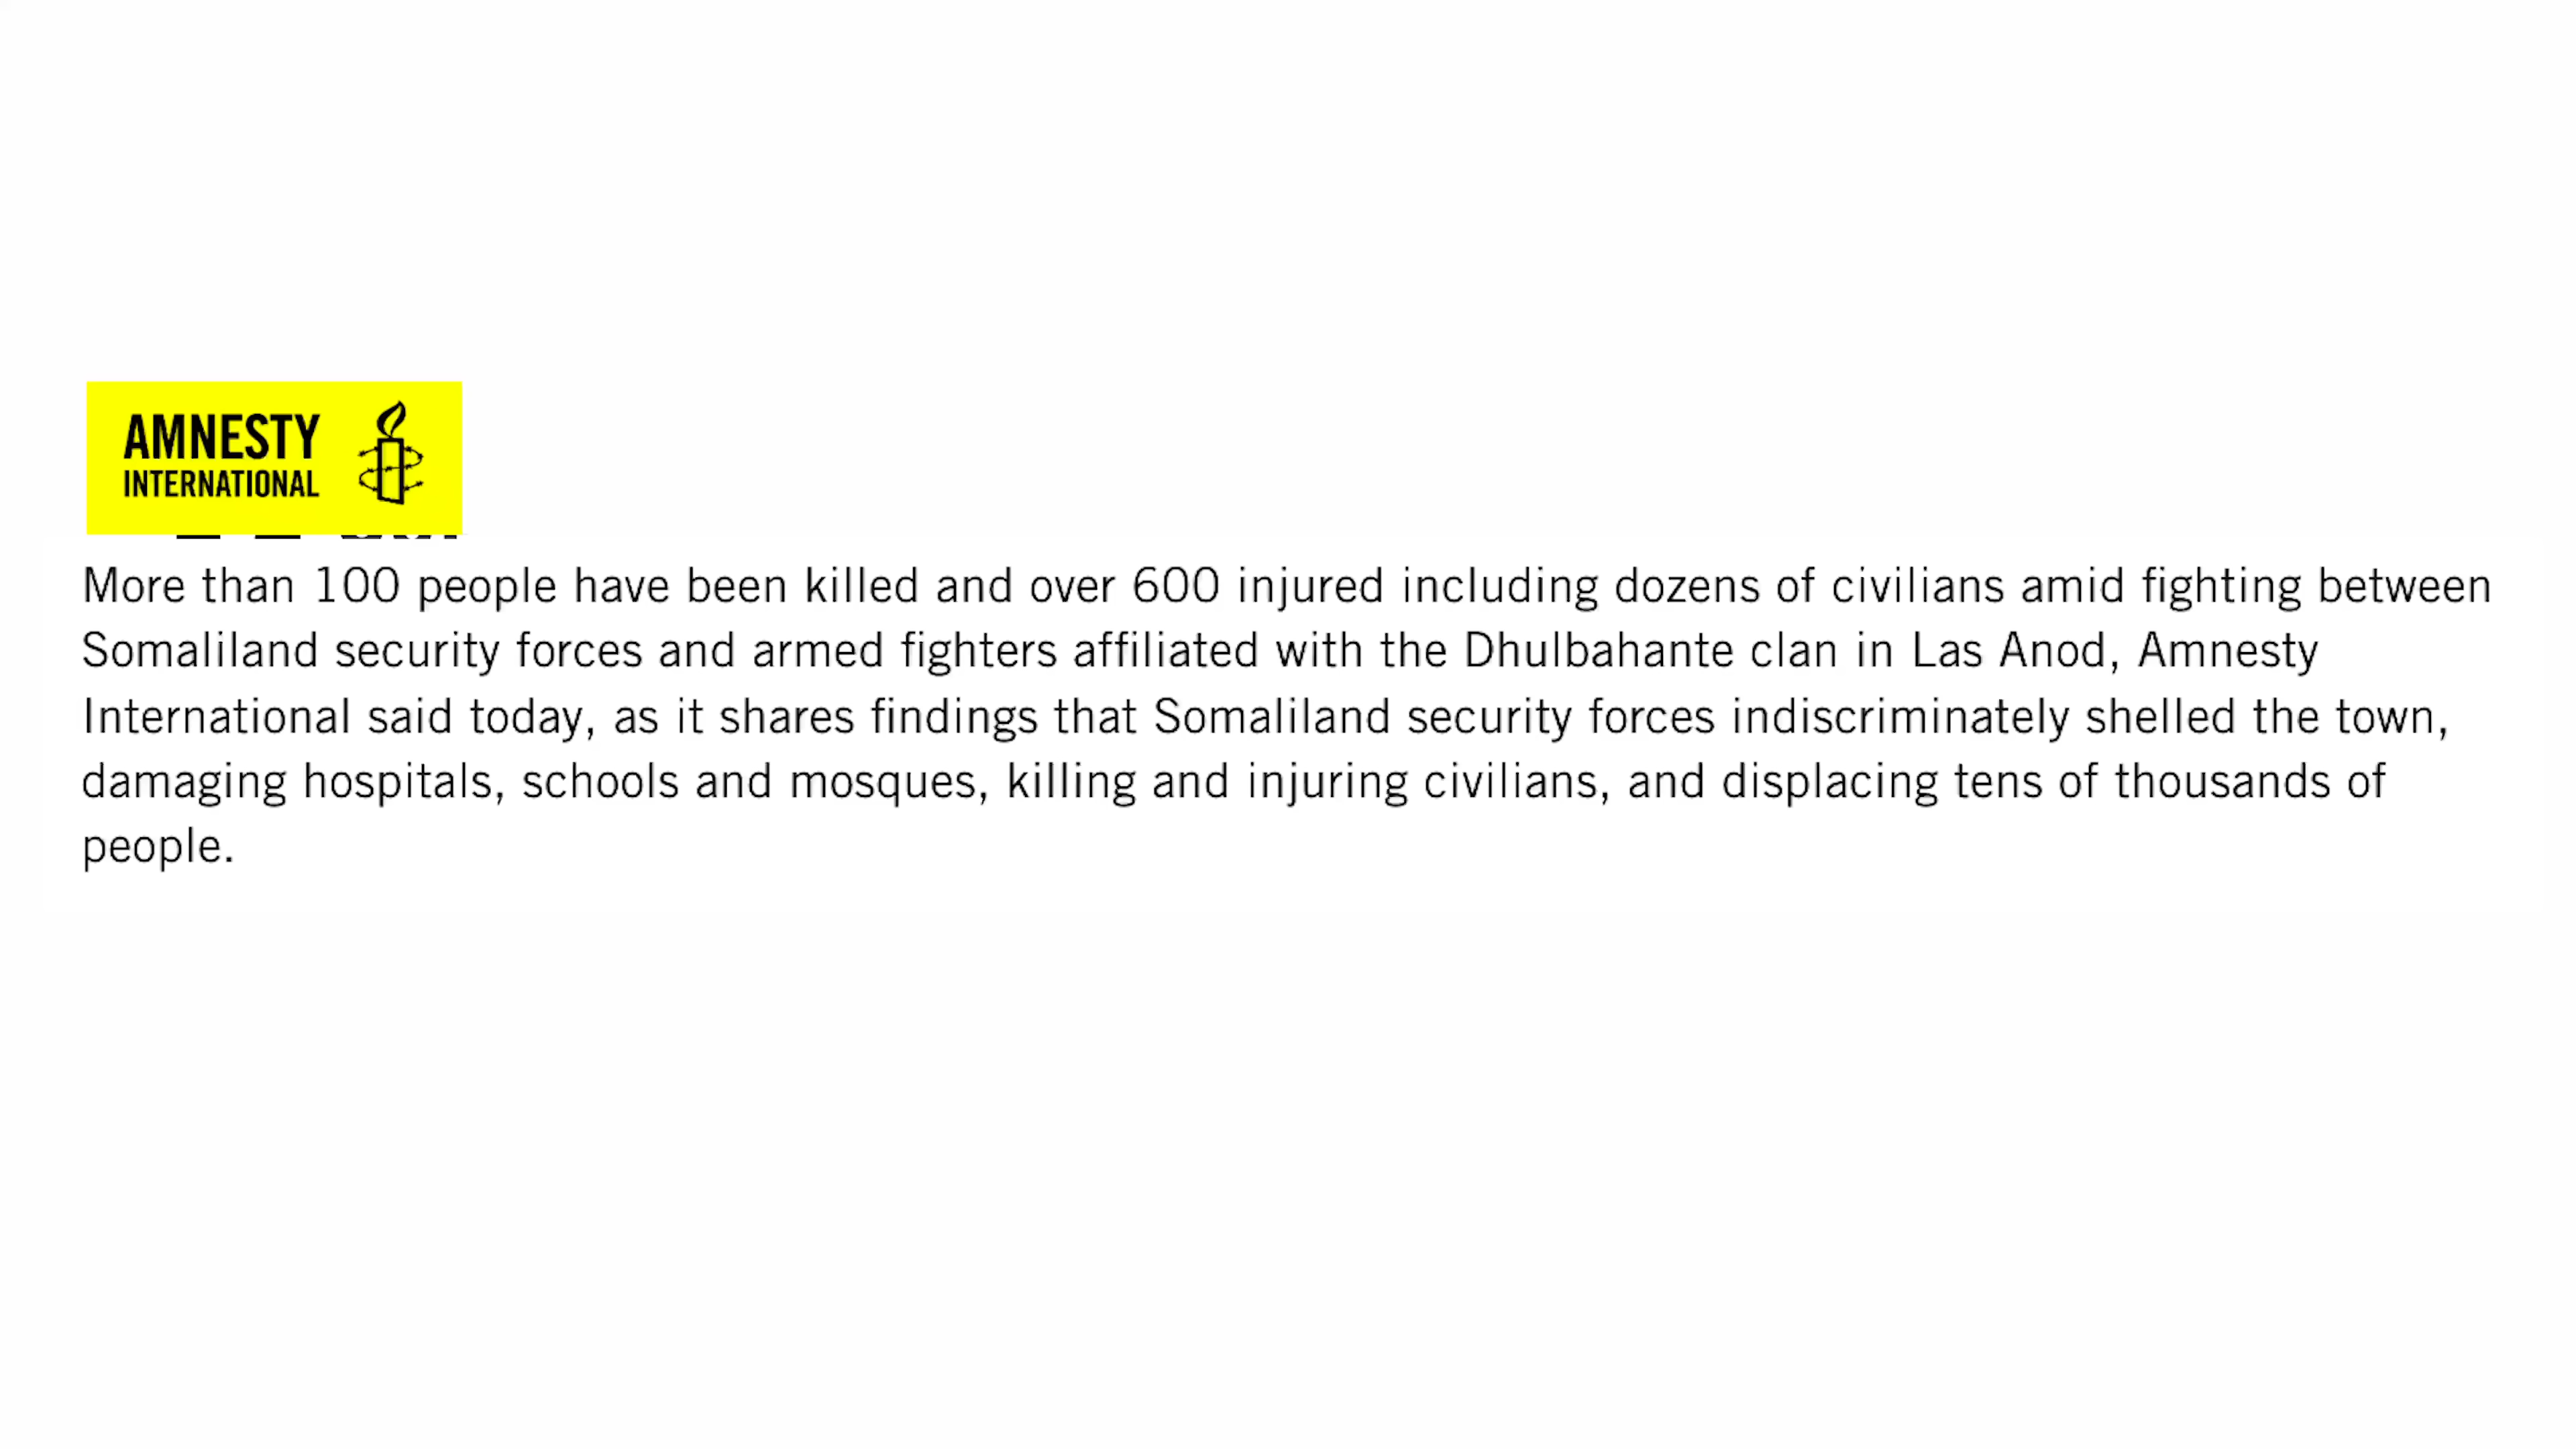 AMNESTY
INTERNATIONAL
More than 100 people have been killed and over 600 injured including dozens of civilians amid fighting between
Somaliland security forces and armed fighters affiliated with the Dhulbahante clan in Las Anod, Amnesty
International said today, as it shares findings that Somaliland security forces indiscriminately shelled the town,
damaging hospitals, schools and mosques, killing and injuring civilians, and displacing tens of thousands of
people.